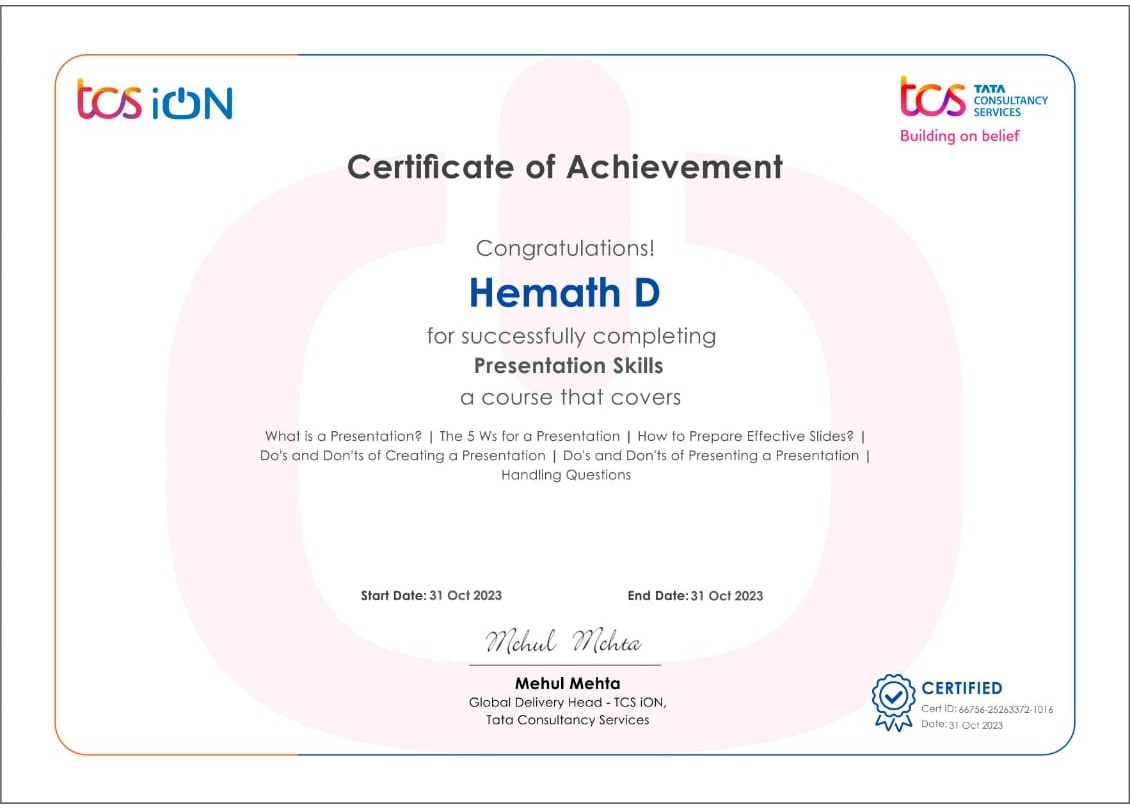 tcs iON
tcs TATA
CONSULTANCY
SERVICES
Building on belief
Certificate of Achievement
Congratulations!
Hemath D
for successfully completing
Presentation Skills
a course that covers
What is a Presentation? | The 5 Ws for a Presentation | How to Prepare Effective Slides? |
Do's and Don'ts of Creating a Presentation | Do's and Don'ts of Presenting a Presentation |
Handling Questions
Start Date: 31 Oct 2023 End Date: 31 Oct 2023
Mehul Mehta
Mehul Mehta
Global Delivery Head - TCS iON,
Tata Consultancy Services
CERTIFIED
Cert ID: 66756-25263372-1016
Date: 31 Oct 2023